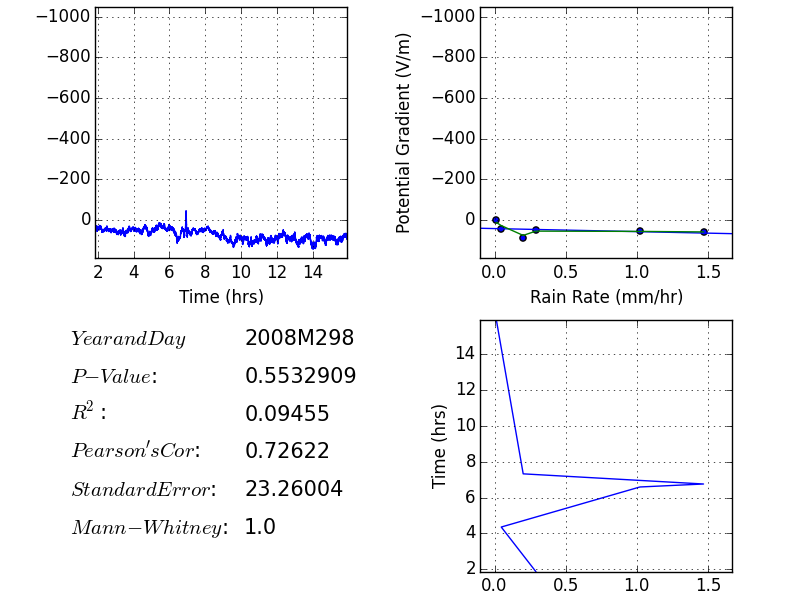 −1000
−800
−600
−400
−200
0
2 4 6 8 10 12 14
Time (hrs)
Potential Gradient (V/m)
−1000
−800
−600
−400
−200
0
0.0 0.5 1.0 1.5
Rain Rate (mm/hr)
YearandDay 2008M298
P−Value: 0.5532909
R²: 0.09455
Pearson'sCor: 0.72622
StandardError: 23.26004
Mann−Whitney: 1.0
Time (hrs)
14
12
10
8
6
4
2
0.0 0.5 1.0 1.5